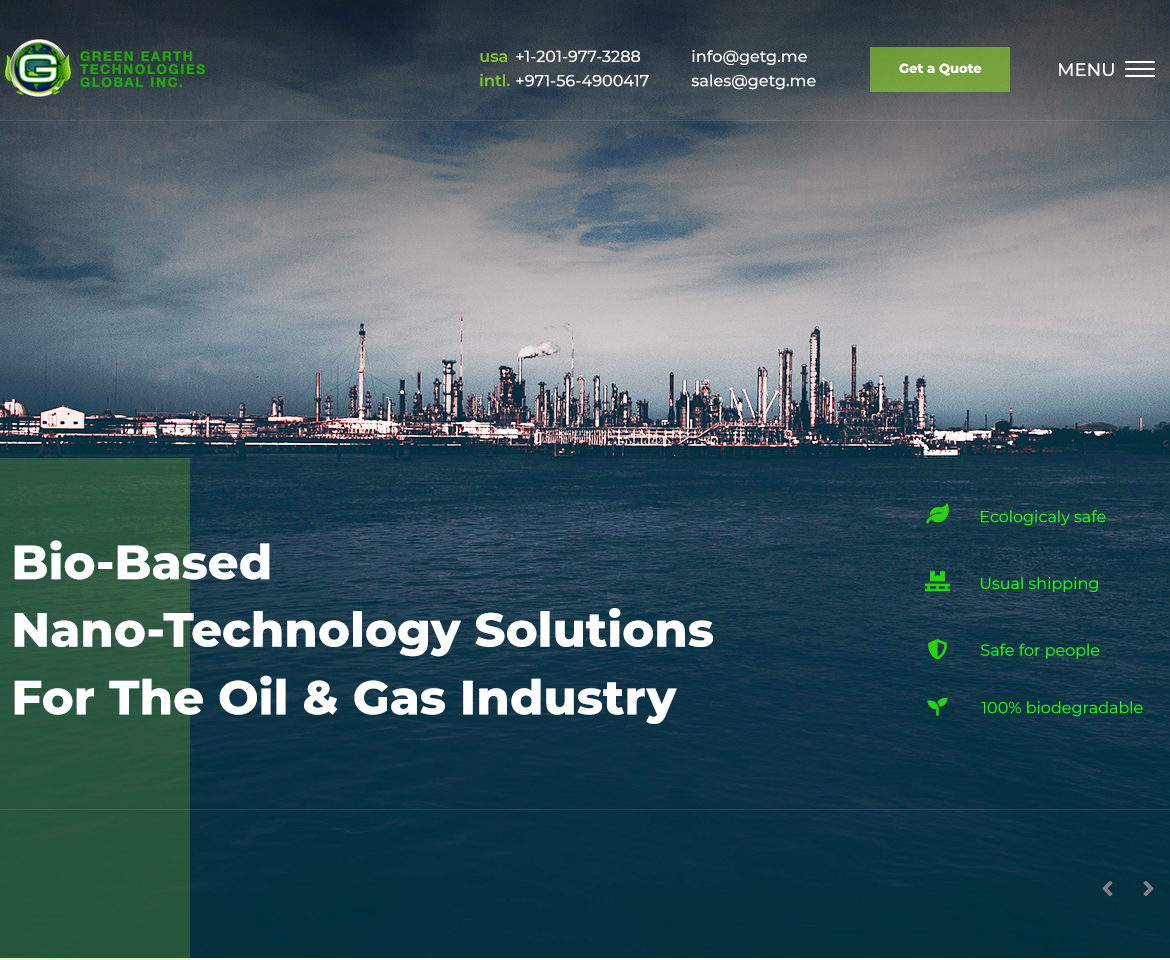 GREEN EARTH
TECHNOLOGIES
GLOBAL INC.
G
usa +1-201-977-3288
intl. +971-56-4900417
info@getg.me
sales@getg.me
Get a Quote
MENU
Bio-Based
Nano-Technology Solutions
For The Oil & Gas Industry
Ecologicaly safe
Usual shipping
Safe for people
100% biodegradable